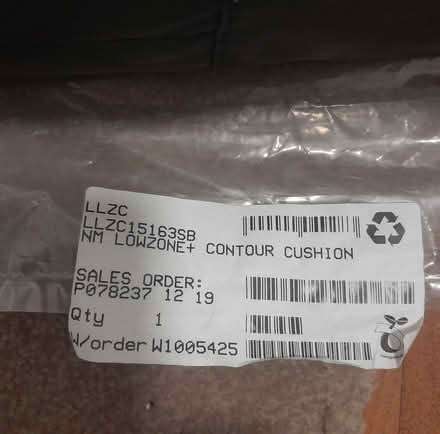 LLZC
LLZC15163SB
NM LOWZONE+ CONTOUR CUSHION
SALES ORDER:
P078237 12 19
Qty 1
W/order W1005425